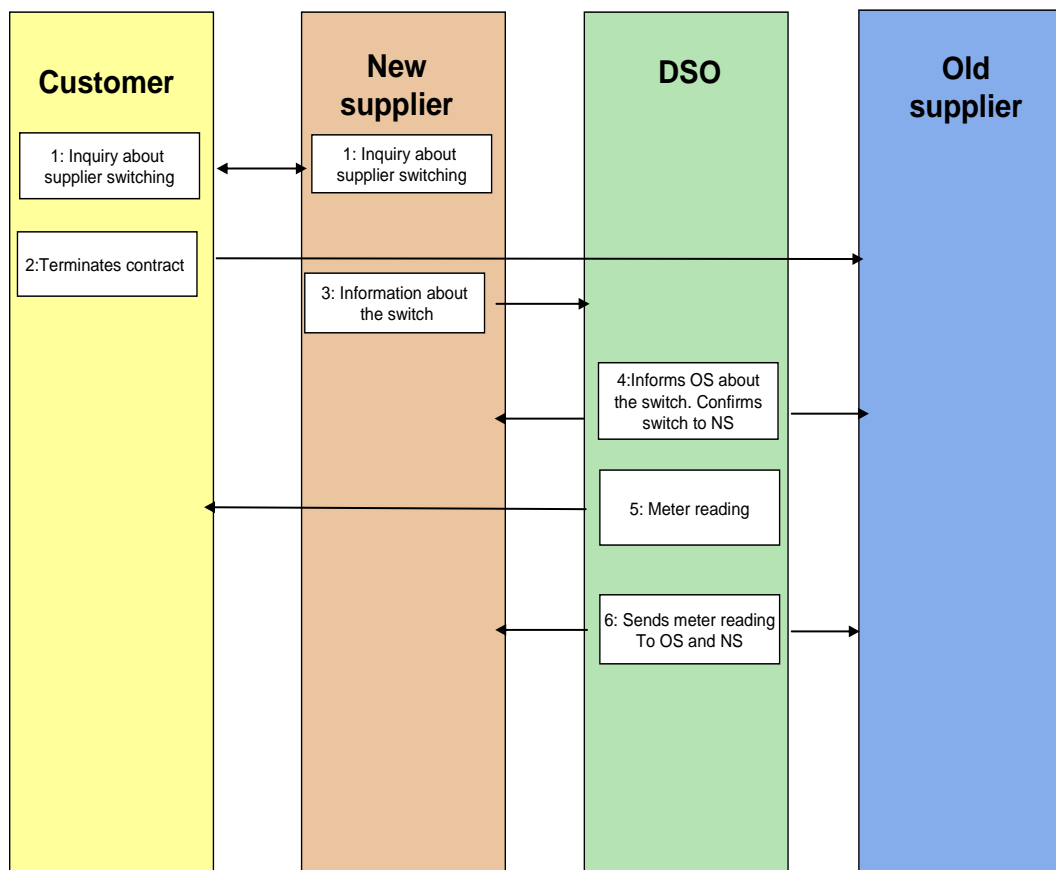 Customer
New
supplier
DSO
Old
supplier
1: Inquiry about
supplier switching
1: Inquiry about
supplier switching
2:Terminates contract
3: Information about
the switch
4:Informs OS about
the switch. Confirms
switch to NS
5: Meter reading
6: Sends meter reading
To OS and NS